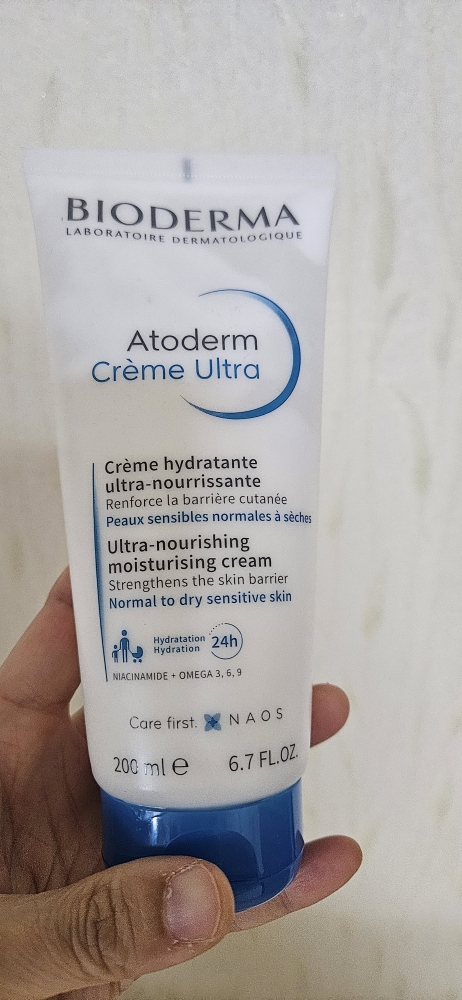 BIODERMA
LABORATOIRE DERMATOLOGIQUE
Atoderm
Crème Ultra
Crème hydratante
ultra-nourrissante
Renforce la barrière cutanée
Peaux sensibles normales à sèches
Ultra-nourishing
moisturising cream
Strengthens the skin barrier
Normal to dry sensitive skin
Hydratation
Hydration
24h
NIACINAMIDE + OMEGA 3, 6, 9
Care first. NAOS
200 ml e 6.7 FL.OZ.